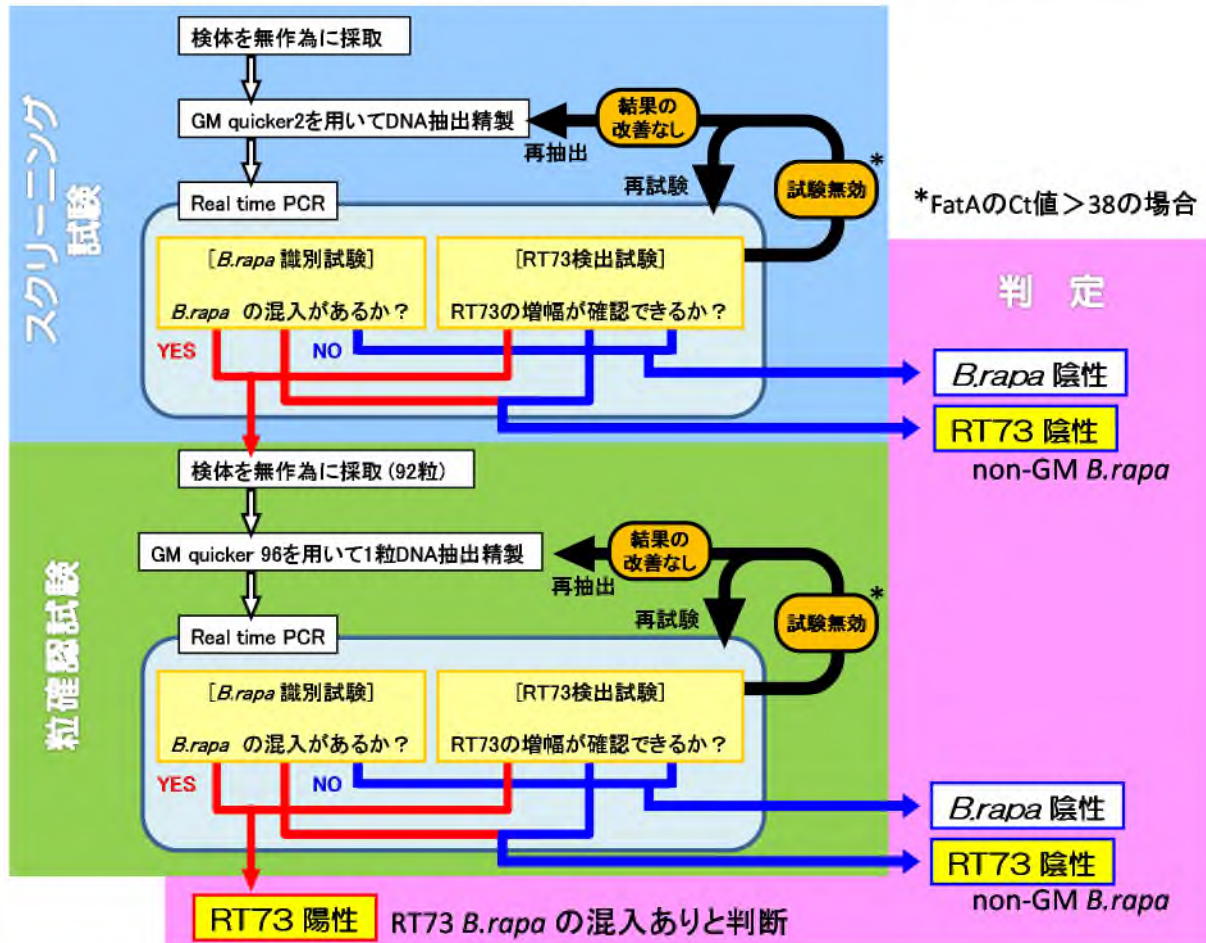 スクリーニング
試験
検体を無作為に採取
GM quicker2を用いてDNA抽出精製
結果の
改善なし
再抽出
再試験
試験無効
*
*FatAのCt値＞38の場合
Real time PCR
[B.rapa 識別試験]
B.rapa の混入があるか？
[RT73検出試験]
RT73の増幅が確認できるか？
YES
NO
判 定
B.rapa 陰性
RT73 陰性
non-GM B.rapa
粒確認試験
検体を無作為に採取 (92粒)
GM quicker 96を用いて1粒DNA抽出精製
結果の
改善なし
再抽出
再試験
試験無効
*
Real time PCR
[B.rapa 識別試験]
B.rapa の混入があるか？
[RT73検出試験]
RT73の増幅が確認できるか？
YES
NO
B.rapa 陰性
RT73 陰性
non-GM B.rapa
RT73 陽性 RT73 B.rapa の混入ありと判断